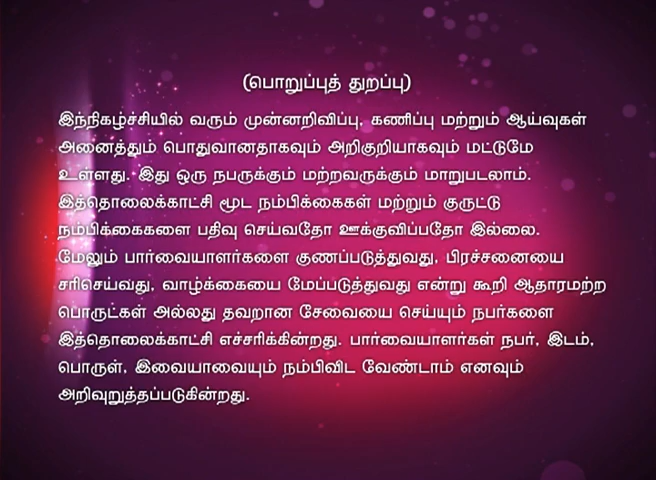 (பொறுப்புத் துறப்பு)
இந்நிகழ்ச்சியில் வரும் முன்னறிவிப்பு, கணிப்பு மற்றும் ஆய்வுகள்
அனைத்தும் பொதுவானதாகவும் அறிகுறியாகவும் மட்டுமே
உள்ளது. இது ஒரு நபருக்கும் மற்றவருக்கும் மாறுபடலாம்.
இத்தொலைக்காட்சி மூட நம்பிக்கைகள் மற்றும் குருட்டு
நம்பிக்கைகளை பதிவு செய்வதோ ஊக்குவிப்பதோ இல்லை.
மேலும் பார்வையாளர்களை குணப்படுத்துவது, பிரச்சனையை
சரிசெய்வது, வாழ்க்கையை மேப்படுத்துவது என்று கூறி ஆதாரமற்ற
பொருட்கள் அல்லது தவறான சேவையை செய்யும் நபர்களை
இத்தொலைக்காட்சி எச்சரிக்கின்றது. பார்வையாளர்கள் நபர், இடம்,
பொருள், இவையாவையும் நம்பிவிட வேண்டாம் எனவும்
அறிவுறுத்தப்படுகின்றது.